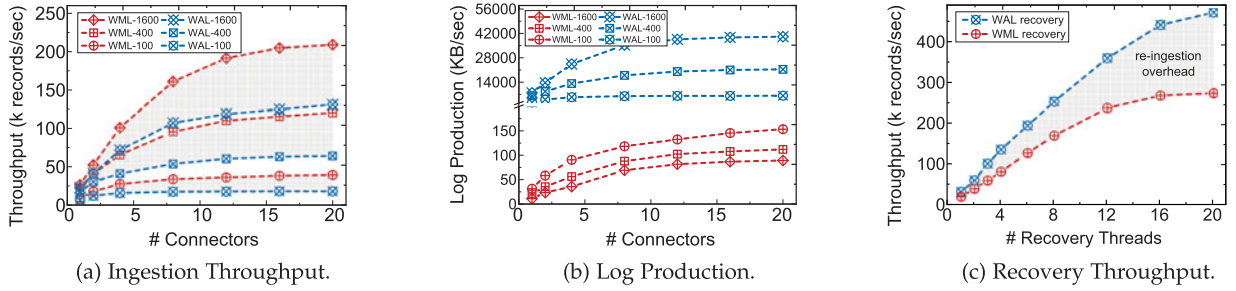 Throughput (k records/sec)
250
200
150
100
50
0
WML-1600 WAL-1600
WML-400 WAL-400
WML-100 WAL-100
0 5 10 15 20
# Connectors
(a) Ingestion Throughput.
Log Production (KB/sec)
56000
42000
28000
14000
150
100
50
0
WML-1600 WAL-1600
WML-400 WAL-400
WML-100 WAL-100
0 5 10 15 20
# Connectors
(b) Log Production.
Throughput (k records/sec)
400
300
200
100
0
WAL recovery
WML recovery
re-ingestion
overhead
0 4 8 12 16 20
# Recovery Threads
(c) Recovery Throughput.